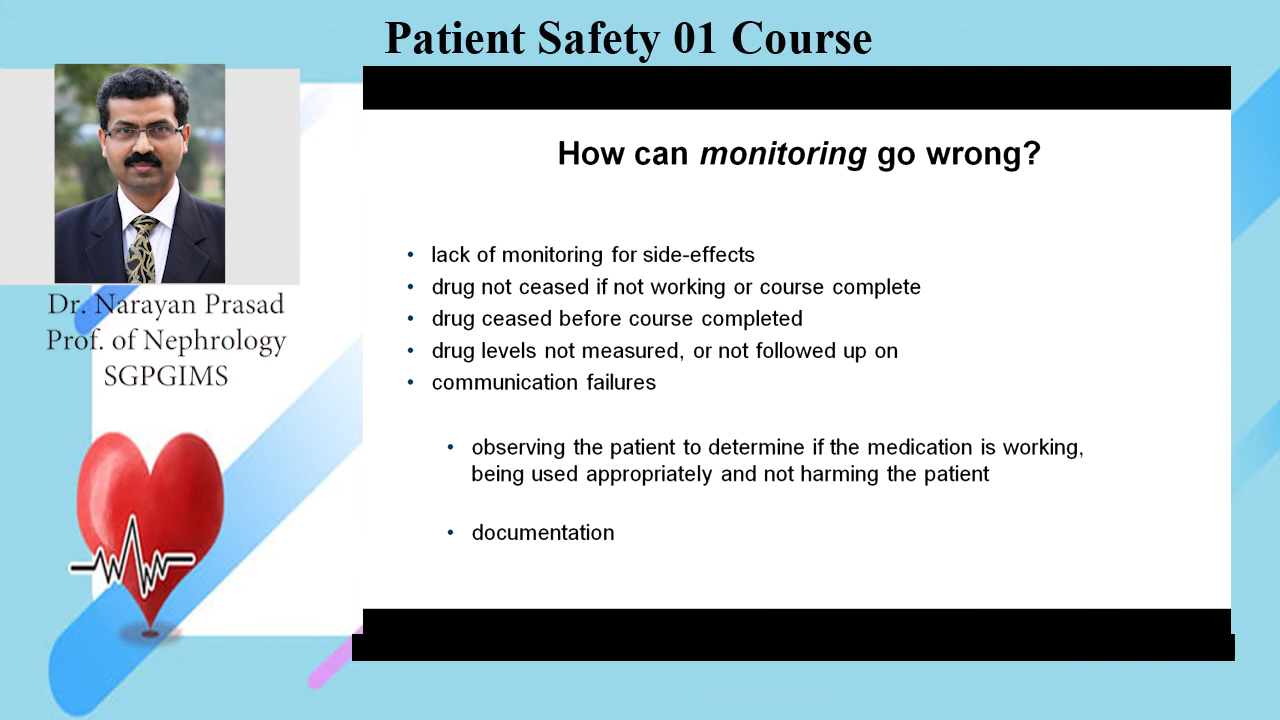 Patient Safety 01 Course
Dr. Narayan Prasad
Prof. of Nephrology
SGPGIMS
How can monitoring go wrong?
• lack of monitoring for side-effects
• drug not ceased if not working or course complete
• drug ceased before course completed
• drug levels not measured, or not followed up on
• communication failures
• observing the patient to determine if the medication is working,
being used appropriately and not harming the patient
• documentation